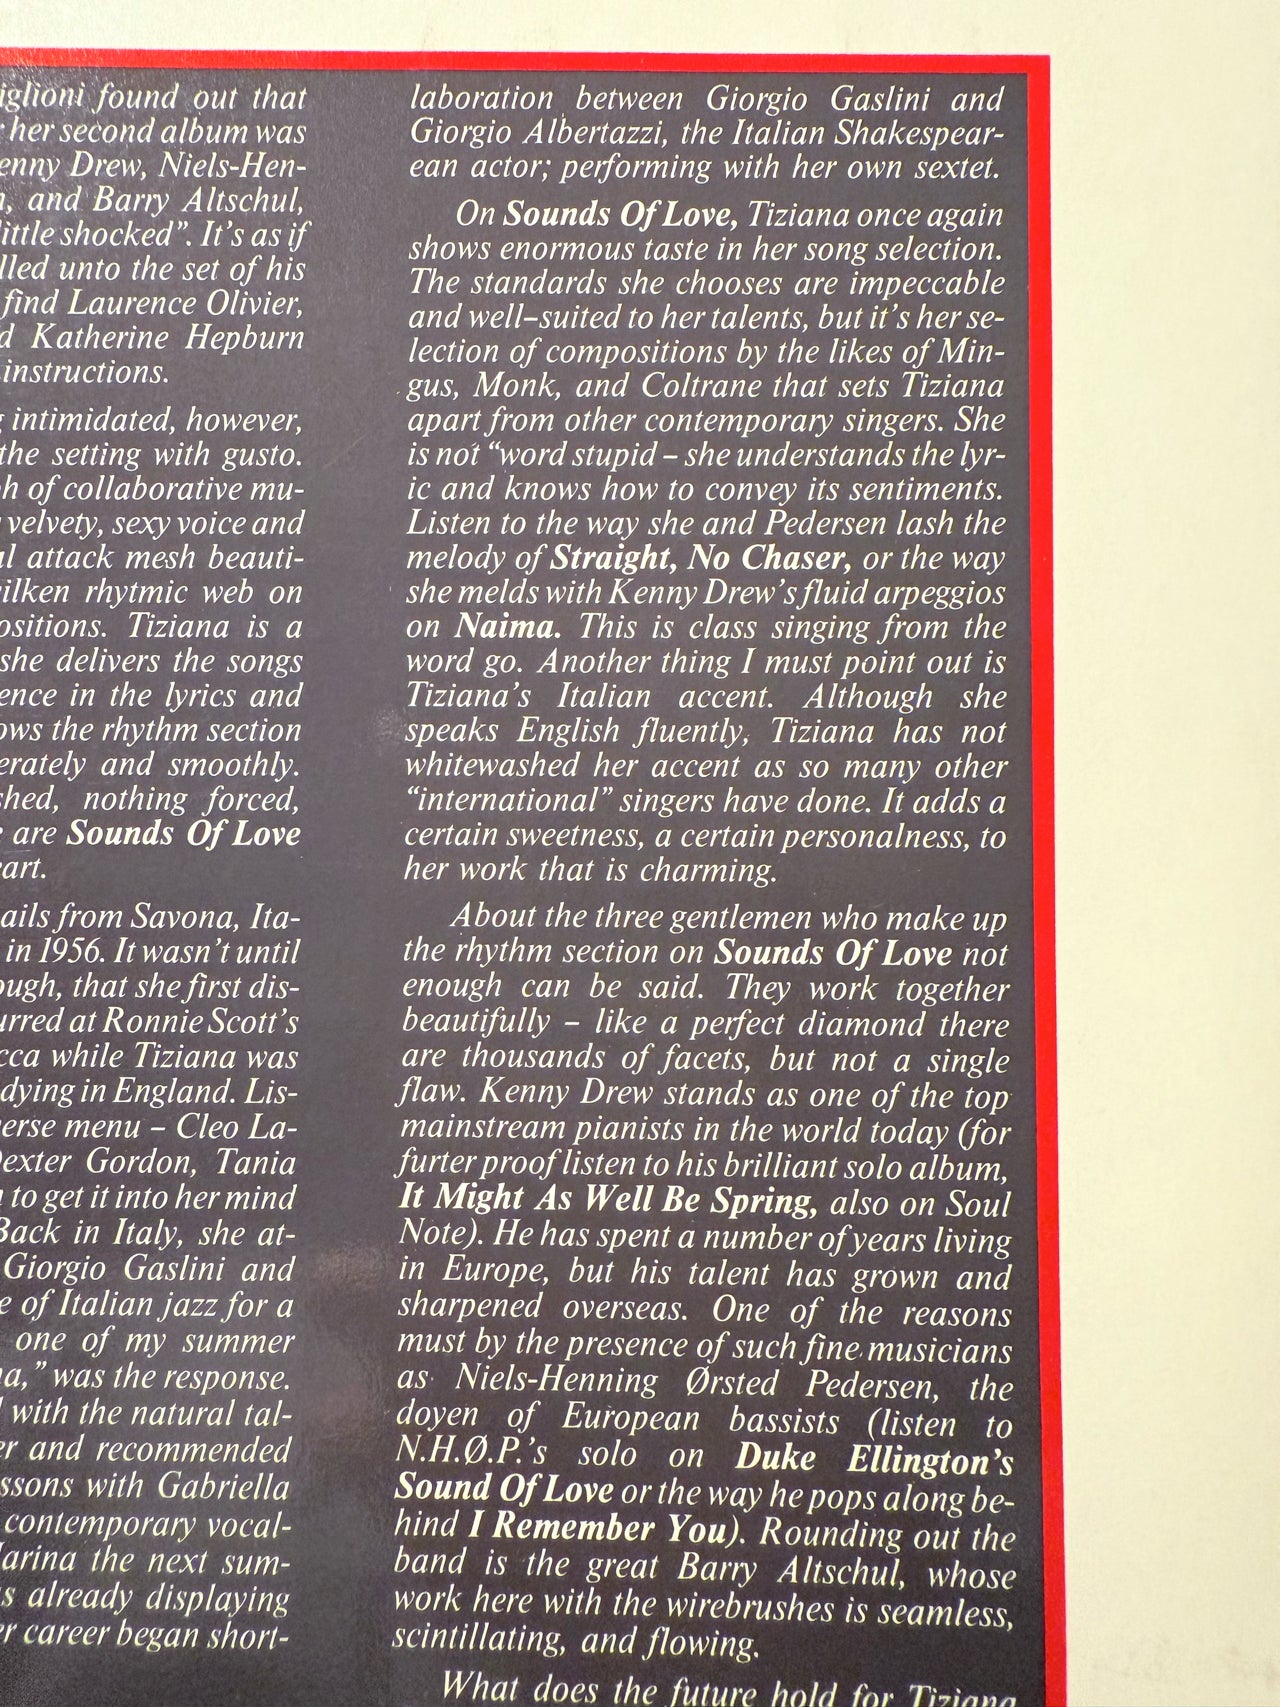 iglioni found out that
her second album was
enny Drew, Niels-Hen-
, and Barry Altschul,
little shocked”. It’s as if
lled unto the set of his
find Laurence Olivier,
d Katherine Hepburn
instructions.
g intimidated, however,
the setting with gusto.
h of collaborative mu-
velvety, sexy voice and
al attack mesh beauti-
ilken rhytmic web on
ositions. Tiziana is a
she delivers the songs
ence in the lyrics and
ows the rhythm section
erately and smoothly.
shed, nothing forced,
are Sounds Of Love
eart.
ails from Savona, Ita-
in 1956. It wasn’t until
ough, that she first dis-
urred at Ronnie Scott’s
cca while Tiziana was
dying in England. Lis-
erse menu – Cleo La-
Dexter Gordon, Tania
to get it into her mind
Back in Italy, she at-
Giorgio Gaslini and
e of Italian jazz for a
one of my summer
na,” was the response.
with the natural tal-
er and recommended
ssons with Gabriella
contemporary vocal-
arina the next sum-
s already displaying
er career began short-
laboration between Giorgio Gaslini and
Giorgio Albertazzi, the Italian Shakespear-
ean actor; performing with her own sextet.
On Sounds Of Love, Tiziana once again
shows enormous taste in her song selection.
The standards she chooses are impeccable
and well–suited to her talents, but it’s her se-
lection of compositions by the likes of Min-
gus, Monk, and Coltrane that sets Tiziana
apart from other contemporary singers. She
is not “word stupid – she understands the lyr-
ic and knows how to convey its sentiments.
Listen to the way she and Pedersen lash the
melody of Straight, No Chaser, or the way
she melds with Kenny Drew’s fluid arpeggios
on Naima. This is class singing from the
word go. Another thing I must point out is
Tiziana’s Italian accent. Although she
speaks English fluently, Tiziana has not
whitewashed her accent as so many other
“international” singers have done. It adds a
certain sweetness, a certain personalness, to
her work that is charming.
About the three gentlemen who make up
the rhythm section on Sounds Of Love not
enough can be said. They work together
beautifully – like a perfect diamond there
are thousands of facets, but not a single
flaw. Kenny Drew stands as one of the top
mainstream pianists in the world today (for
furter proof listen to his brilliant solo album,
It Might As Well Be Spring, also on Soul
Note). He has spent a number of years living
in Europe, but his talent has grown and
sharpened overseas. One of the reasons
must by the presence of such fine musicians
as Niels-Henning Ørsted Pedersen, the
doyen of European bassists (listen to
N.H.Ø.P.’s solo on Duke Ellington’s
Sound Of Love or the way he pops along be-
hind I Remember You). Rounding out the
band is the great Barry Altschul, whose
work here with the wirebrushes is seamless,
scintillating, and flowing.
What does the future hold for Tiziana